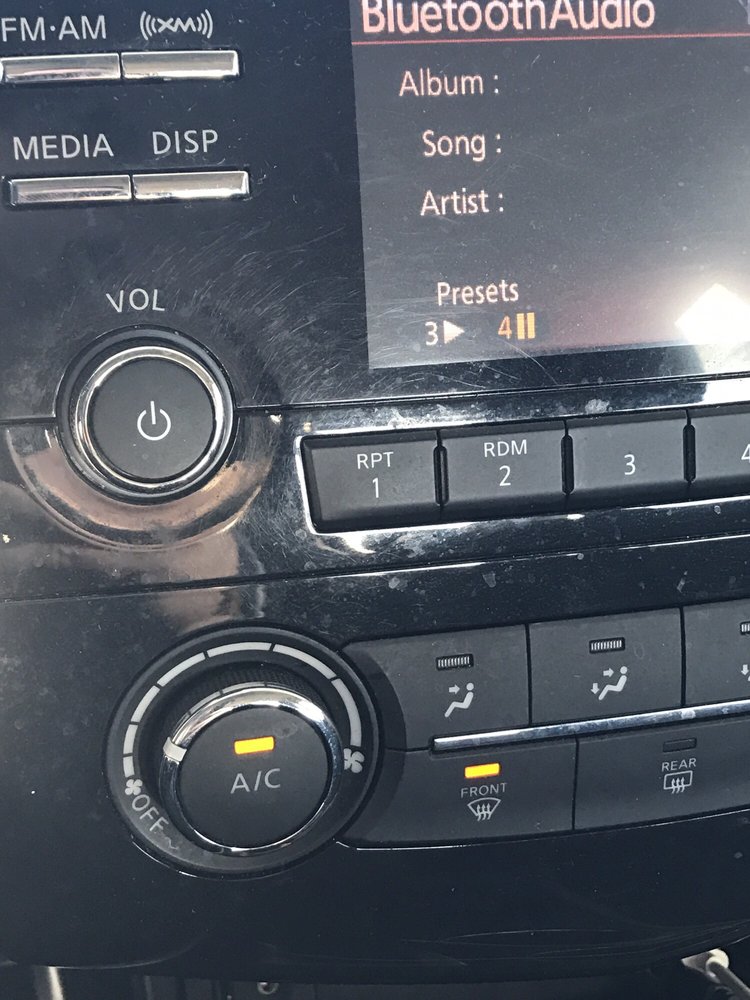 FM·AM
XM
BluetoothAudio
Album :
Song :
Artist :
MEDIA
DISP
VOL
Presets
3 4
RPT
1
RDM
2
3
4
A/C
OFF
FRONT
REAR